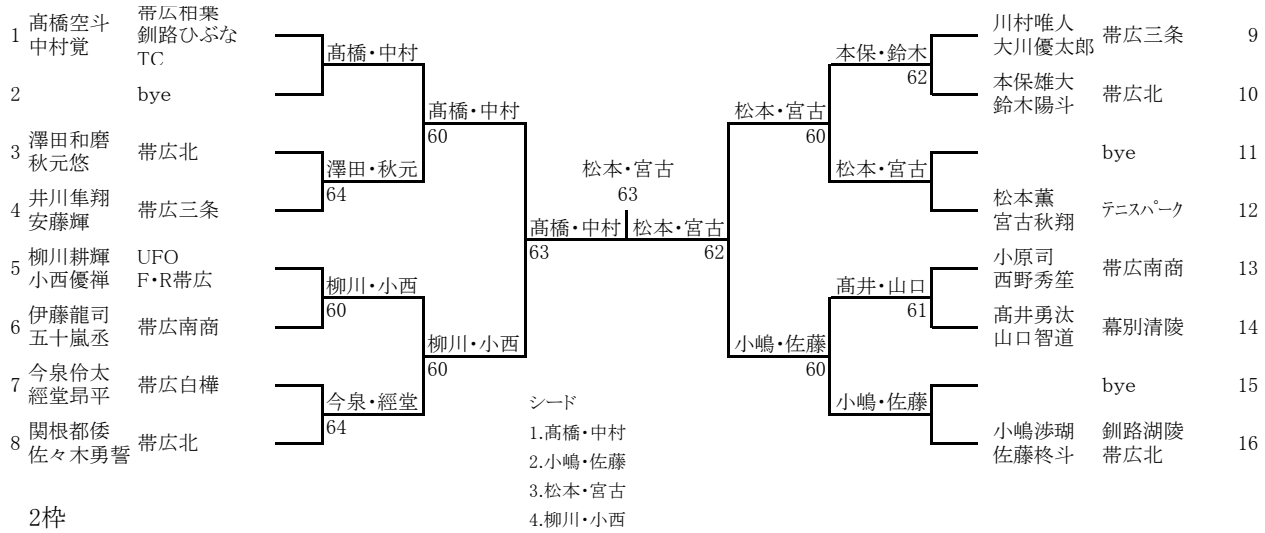 1 髙橋空斗 帯広柏葉
中村覚 釧路ひぶな
TC
2 bye
3 澤田和磨 帯広北
秋元悠
4 井川隼翔 帯広三条
安藤輝
5 柳川耕輝 UFO
小西優禅 F・R帯広
6 伊藤龍司 帯広南商
五十嵐丞
7 今泉伶太 帯広白樺
經堂昻平
8 関根都倭 帯広北
佐々木勇誓
2枠
髙橋・中村
澤田・秋元
64
柳川・小西
60
今泉・經堂
64
髙橋・中村
60
柳川・小西
60
髙橋・中村
63
松本・宮古
63
松本・宮古
62
シード
1.髙橋・中村
2.小嶋・佐藤
3.松本・宮古
4.柳川・小西
松本・宮古
60
小嶋・佐藤
60
本保・鈴木
62
松本・宮古
髙井・山口
61
小嶋・佐藤
川村唯人 帯広三条 9
大川優太郎
本保雄大 帯広北 10
鈴木陽斗
bye 11
松本薫 テニスパーク 12
宮古秋翔
小原司 帯広南商 13
西野秀笙
髙井勇汰 幕別清陵 14
山口智道
bye 15
小嶋渉瑚 釧路湖陵 16
佐藤柊斗 帯広北